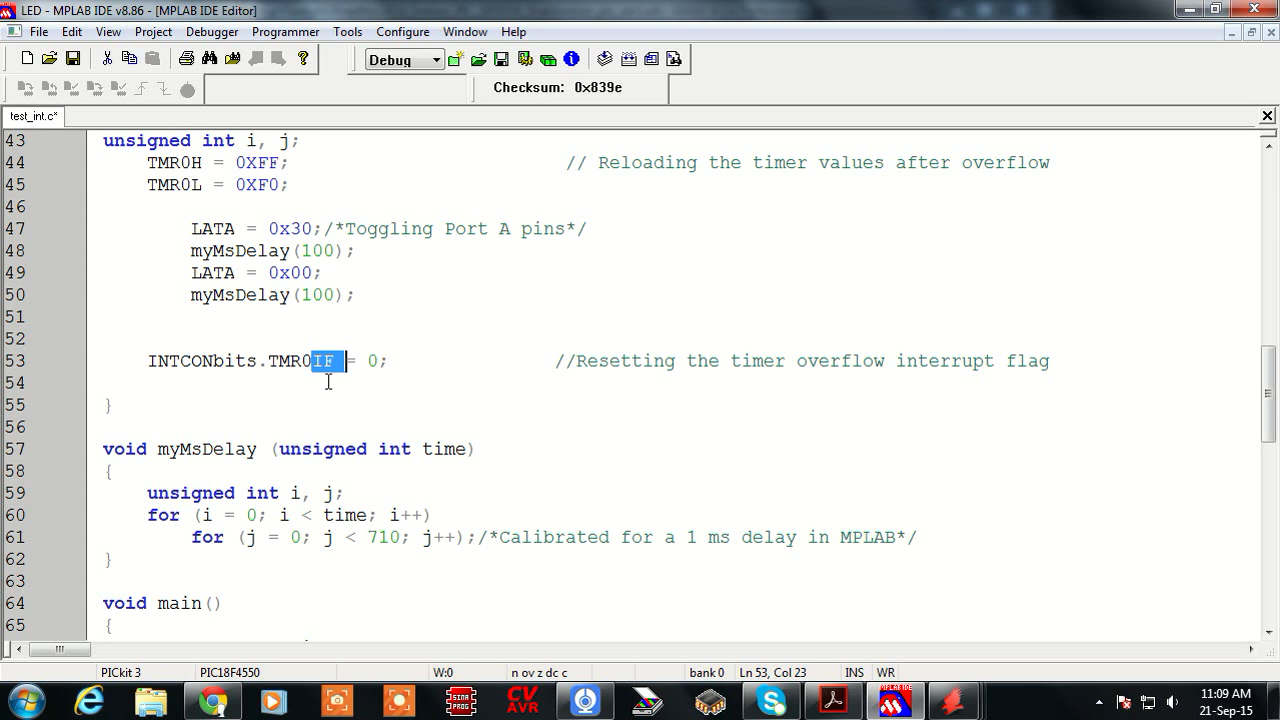 LED - MPLAB IDE v8.86 - [MPLAB IDE Editor]
File Edit View Project Debugger Programmer Tools Configure Window Help
Debug
Checksum: 0x839e
test_int.c*
43 unsigned int i, j;
44 TMR0H = 0XFF; // Reloading the timer values after overflow
45 TMR0L = 0XF0;
46
47 LATA = 0x30;/*Toggling Port A pins*/
48 myMsDelay(100);
49 LATA = 0x00;
50 myMsDelay(100);
51
52
53 INTCONbits.TMR0IF = 0; //Resetting the timer overflow interrupt flag
54
55 }
56
57 void myMsDelay (unsigned int time)
58 {
59 unsigned int i, j;
60 for (i = 0; i < time; i++)
61 for (j = 0; j < 710; j++);/*Calibrated for a 1 ms delay in MPLAB*/
62 }
63
64 void main()
65 {
PICkit 3 PIC18F4550 W:0 n ov z dc c bank 0 Ln 53, Col 23 INS WR
SINA PROG
CV AVR
MPLAB IDE
11:09 AM
21-Sep-15